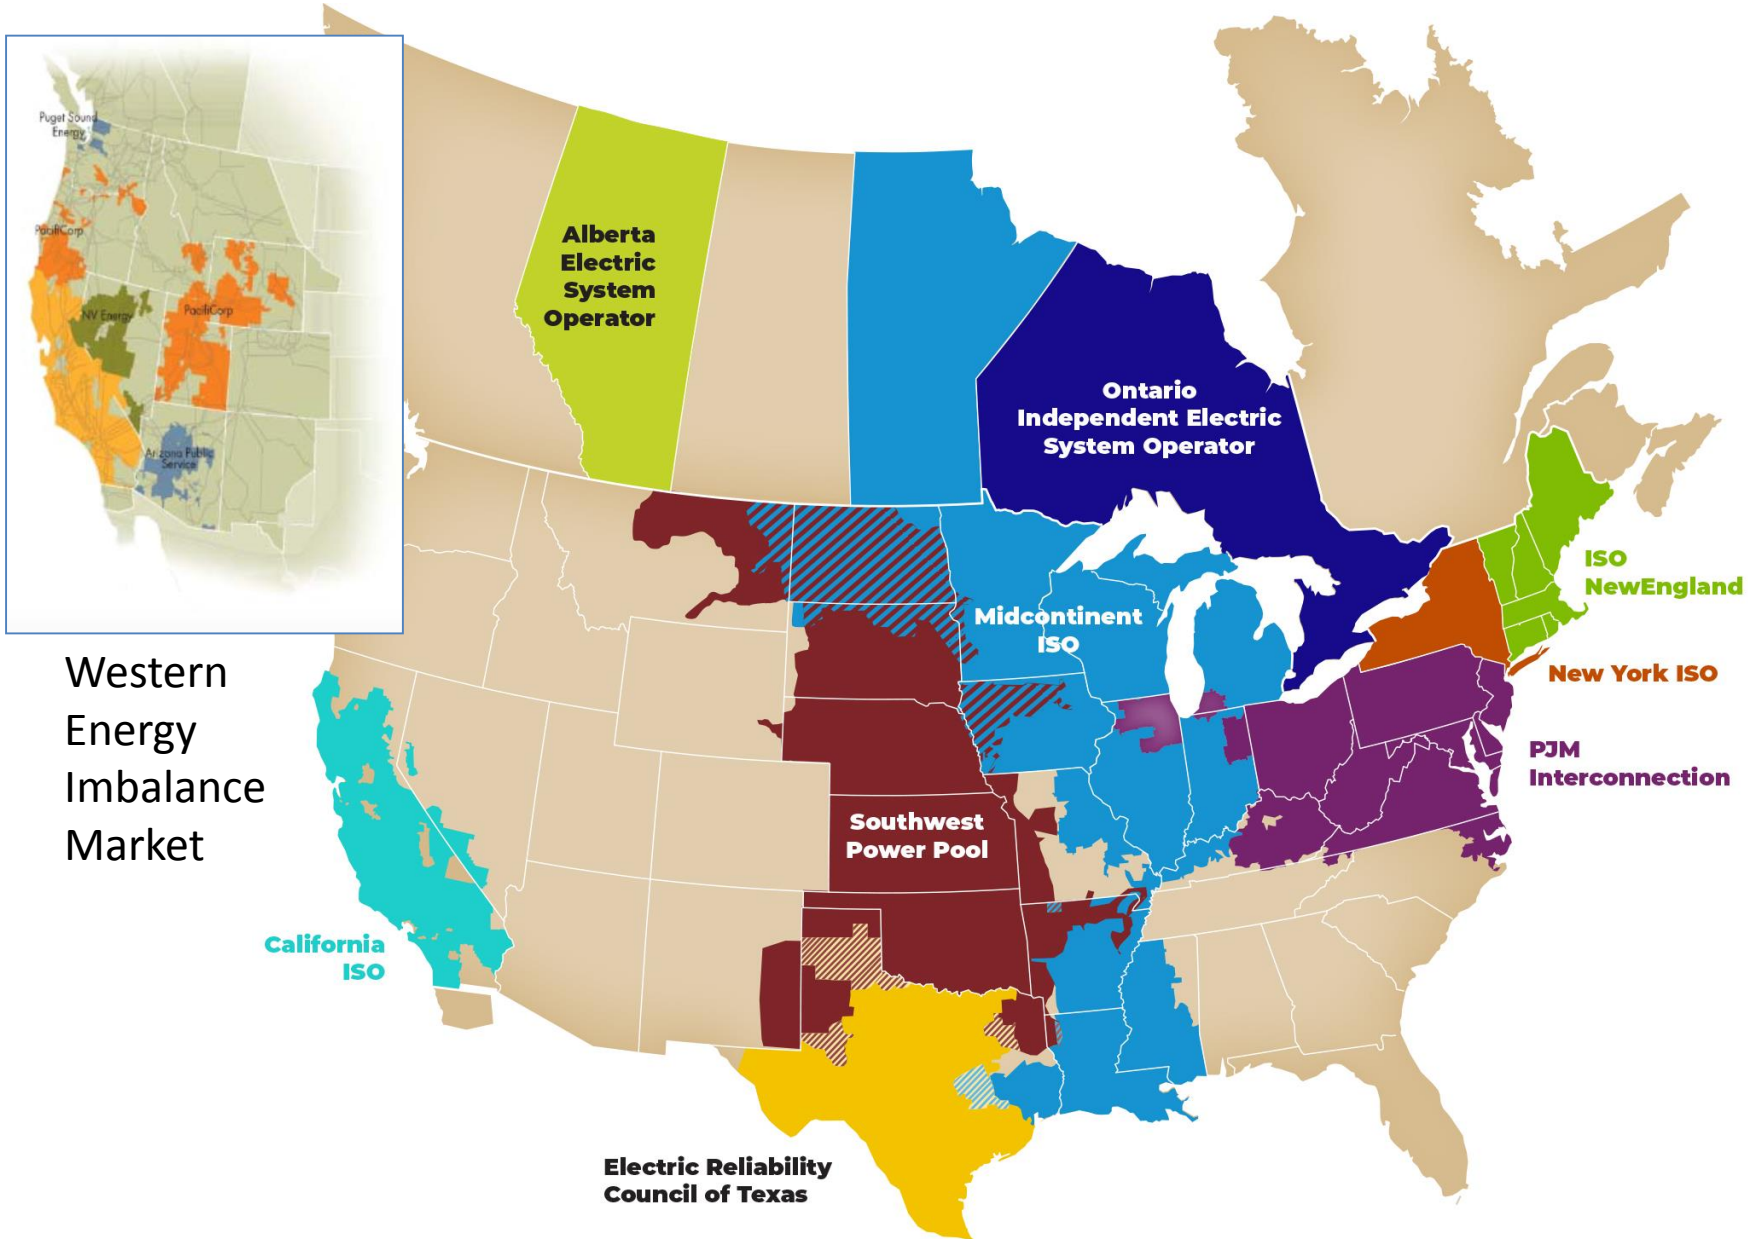 Puget Sound
Energy
PacifiCorp
NV Energy
PacifiCorp
Arizona Public
Service
Western
Energy
Imbalance
Market
Alberta
Electric
System
Operator
Ontario
Independent Electric
System Operator
Midcontinent
ISO
ISO
NewEngland
New York ISO
PJM
Interconnection
Southwest
Power Pool
California
ISO
Electric Reliability
Council of Texas